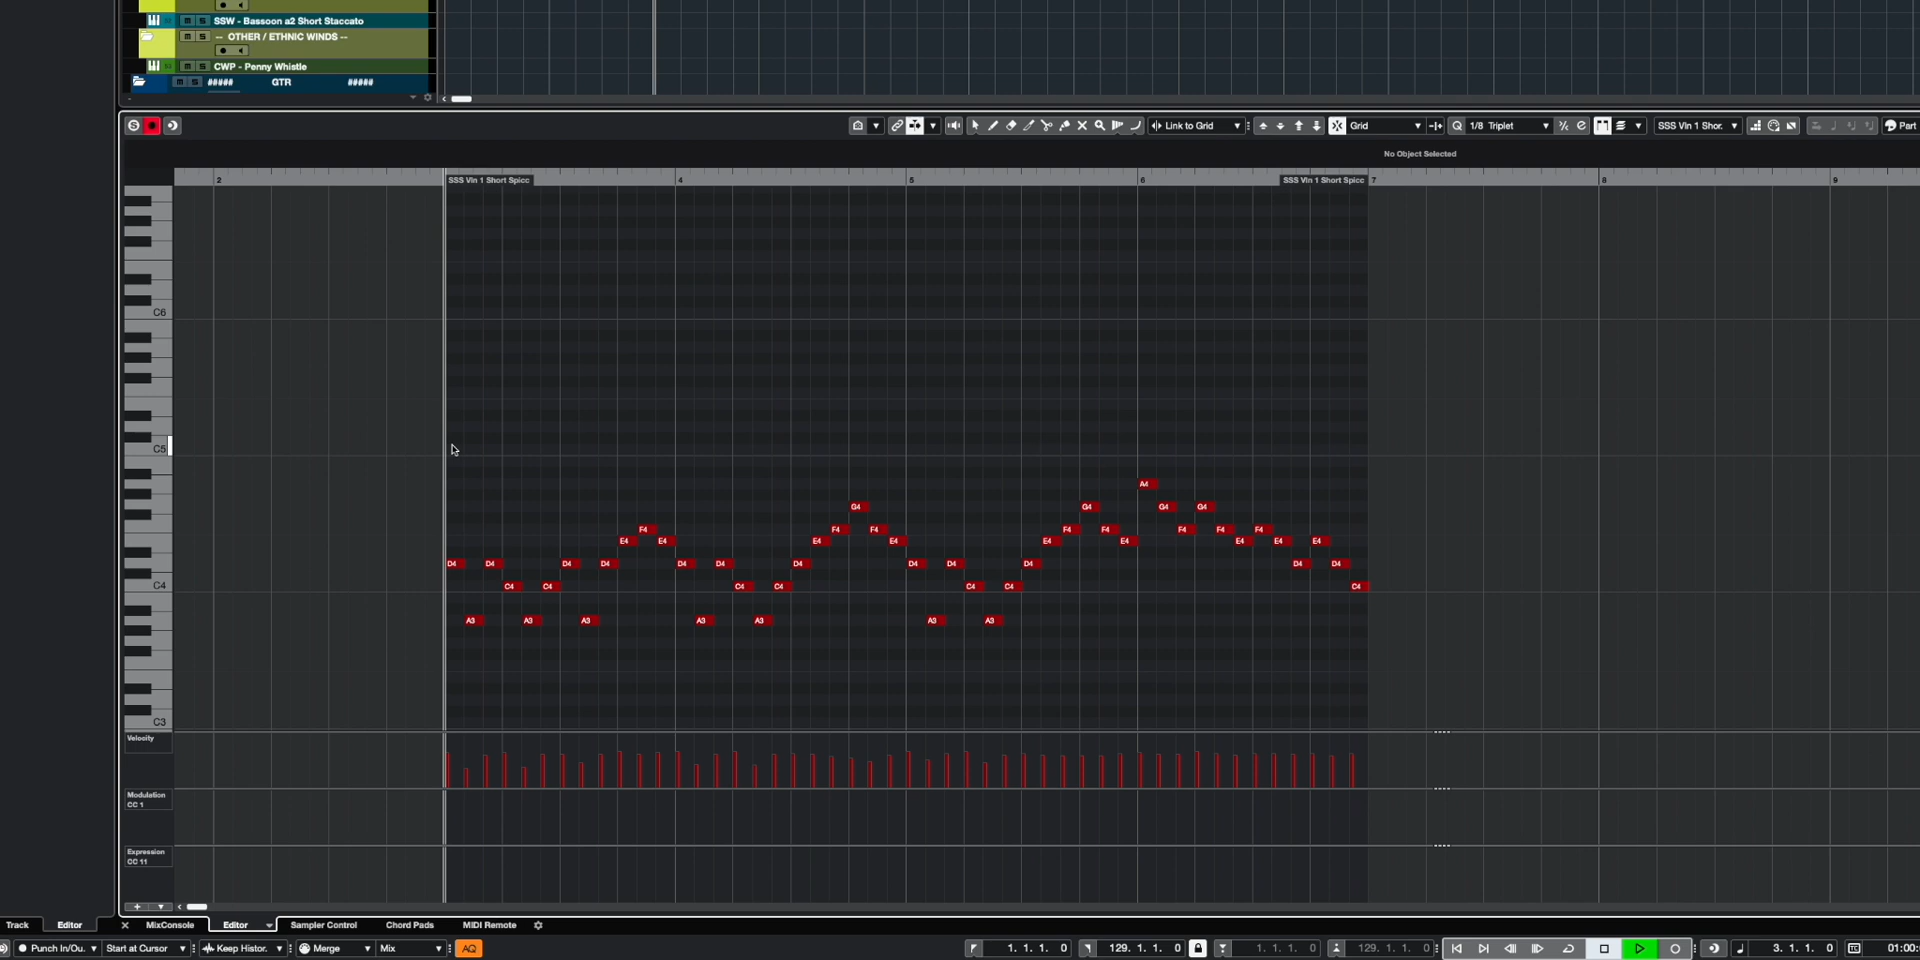 m S SSW - Bassoon a2 Short Staccato
m S -- OTHER / ETHNIC WINDS --
m S CWP - Penny Whistle
m S ##### GTR #####
Link to Grid Grid Q 1/8 Triplet SSS Vln 1 Shor. Part
No Object Selected
2 SSS Vln 1 Short Spicc 4 5 6 SSS Vln 1 Short Spicc 7 8 9
C6
C5
A4
G4 G4 G4 G4
F4 F4 F4 F4 F4 F4 F4 F4
E4 E4 E4 E4 E4 E4 E4 E4 E4
D4 D4 D4 D4 D4 D4 D4 D4 D4 D4 D4 D4
C4 C4 C4 C4 C4 C4 C4 C4
A3 A3 A3 A3 A3 A3 A3
C3
Velocity
Modulation
CC 1
Expression
CC 11
Track Editor MixConsole Editor Sampler Control Chord Pads MIDI Remote
Punch In/Ou. Start at Cursor Keep Histor. Merge Mix AQ 1. 1. 1. 0 129. 1. 1. 0 1. 1. 1. 0 129. 1. 1. 0 3. 1. 1. 0 01:00: